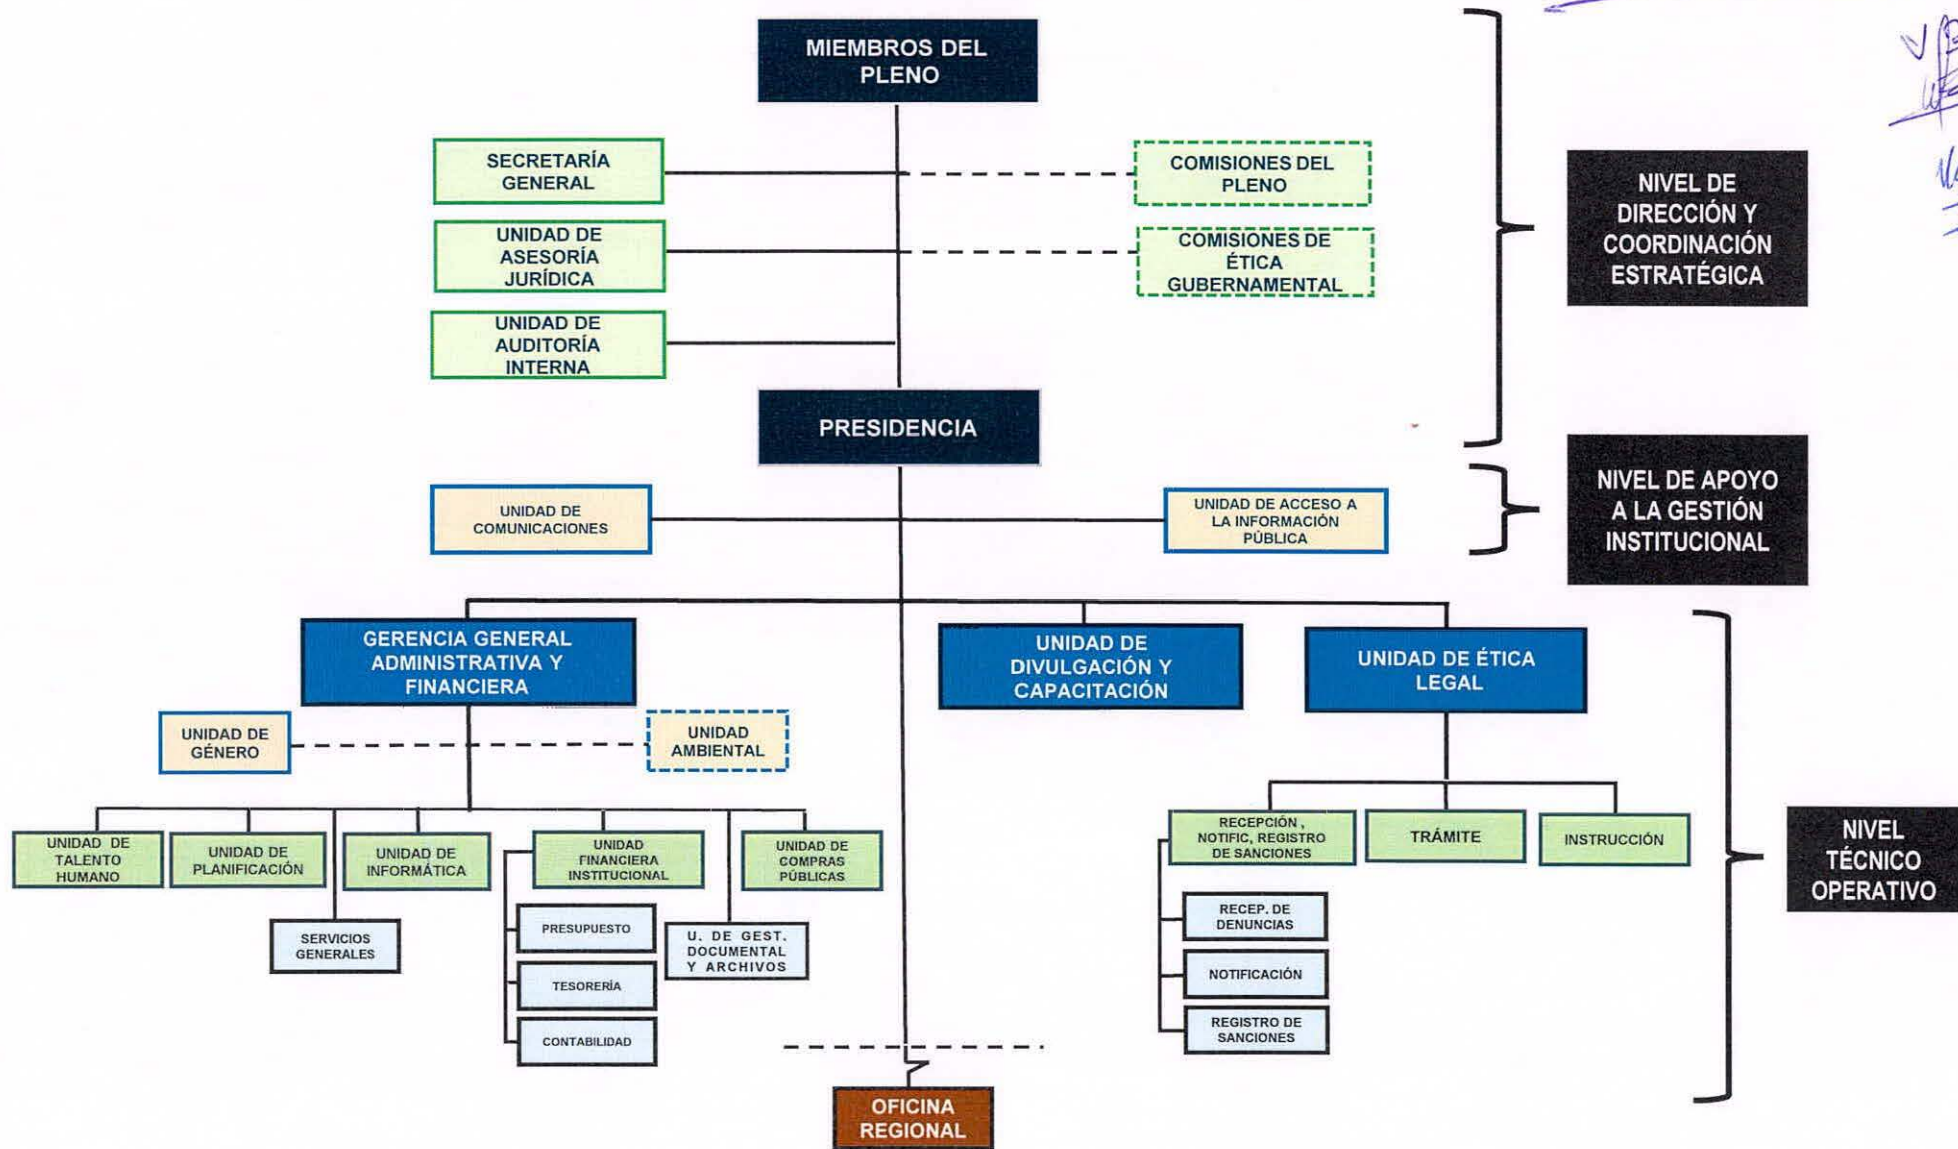 MIEMBROS DEL
PLENO
SECRETARÍA
GENERAL
COMISIONES DEL
PLENO
UNIDAD DE
ASESORÍA
JURÍDICA
COMISIONES DE
ÉTICA
GUBERNAMENTAL
UNIDAD DE
AUDITORÍA
INTERNA
NIVEL DE
DIRECCIÓN Y
COORDINACIÓN
ESTRATÉGICA
PRESIDENCIA
UNIDAD DE
COMUNICACIONES
UNIDAD DE ACCESO A
LA INFORMACIÓN
PÚBLICA
NIVEL DE APOYO
A LA GESTIÓN
INSTITUCIONAL
GERENCIA GENERAL
ADMINISTRATIVA Y
FINANCIERA
UNIDAD DE
DIVULGACIÓN Y
CAPACITACIÓN
UNIDAD DE ÉTICA
LEGAL
UNIDAD DE
GÉNERO
UNIDAD
AMBIENTAL
UNIDAD DE
TALENTO
HUMANO
UNIDAD DE
PLANIFICACIÓN
UNIDAD DE
INFORMÁTICA
UNIDAD
FINANCIERA
INSTITUCIONAL
UNIDAD DE
COMPRAS
PÚBLICAS
RECEPCIÓN ,
NOTIFIC, REGISTRO
DE SANCIONES
TRÁMITE
INSTRUCCIÓN
NIVEL
TÉCNICO
OPERATIVO
SERVICIOS
GENERALES
PRESUPUESTO
TESORERÍA
CONTABILIDAD
U. DE GEST.
DOCUMENTAL
Y ARCHIVOS
RECEP. DE
DENUNCIAS
NOTIFICACIÓN
REGISTRO DE
SANCIONES
OFICINA
REGIONAL